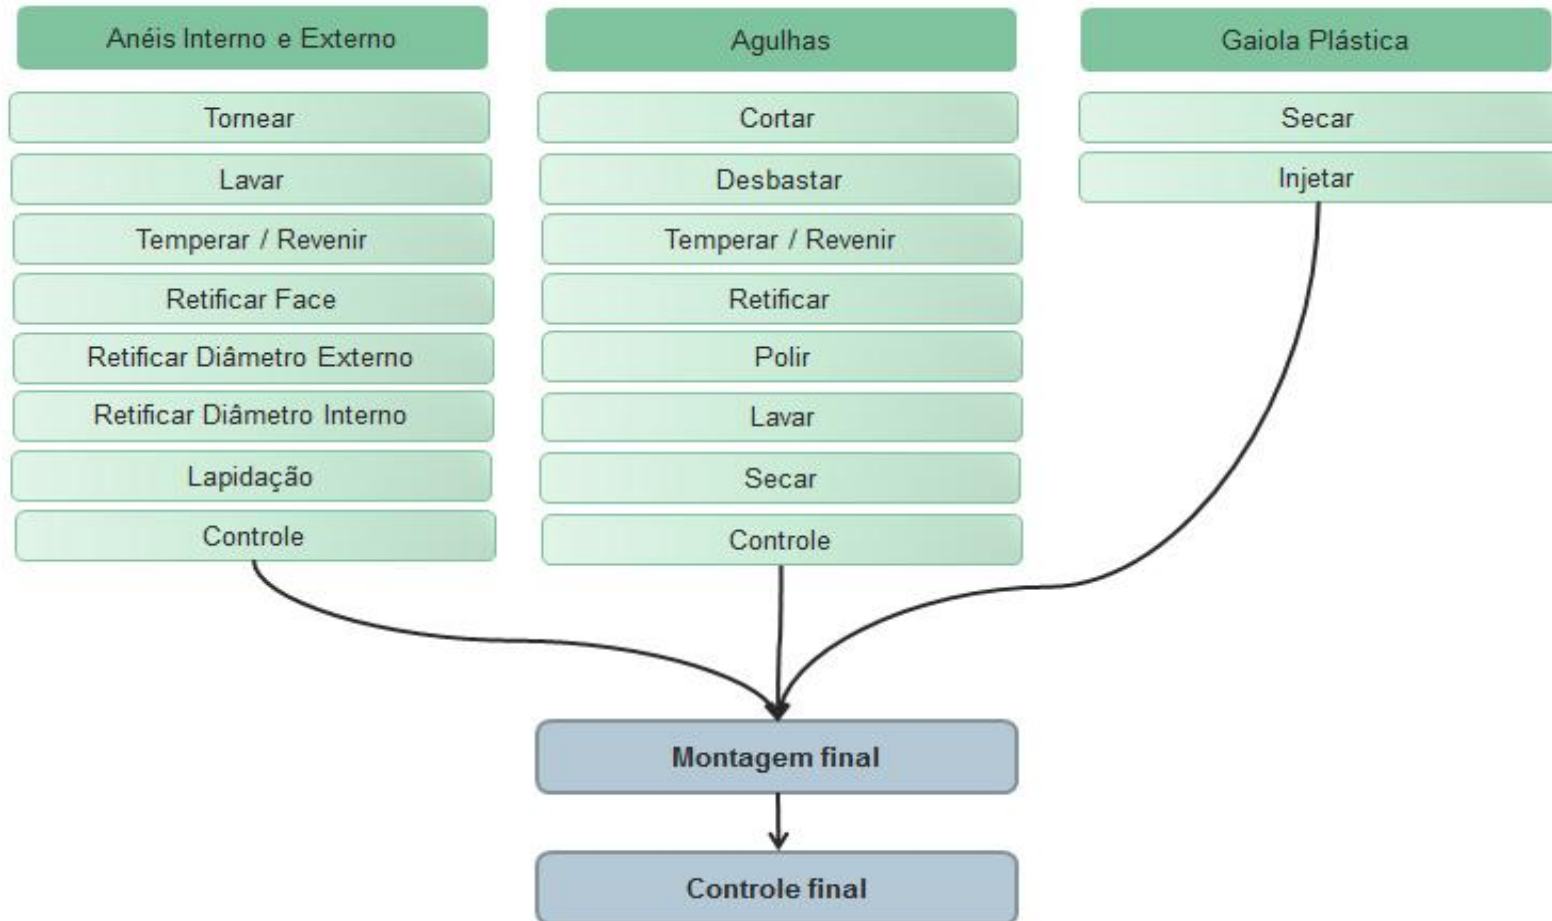 Anéis Interno e Externo
Tornear
Lavar
Temperar / Revenir
Retificar Face
Retificar Diâmetro Externo
Retificar Diâmetro Interno
Lapidação
Controle
Agulhas
Cortar
Desbastar
Temperar / Revenir
Retificar
Polir
Lavar
Secar
Controle
Gaiola Plástica
Secar
Injetar
Montagem final
Controle final